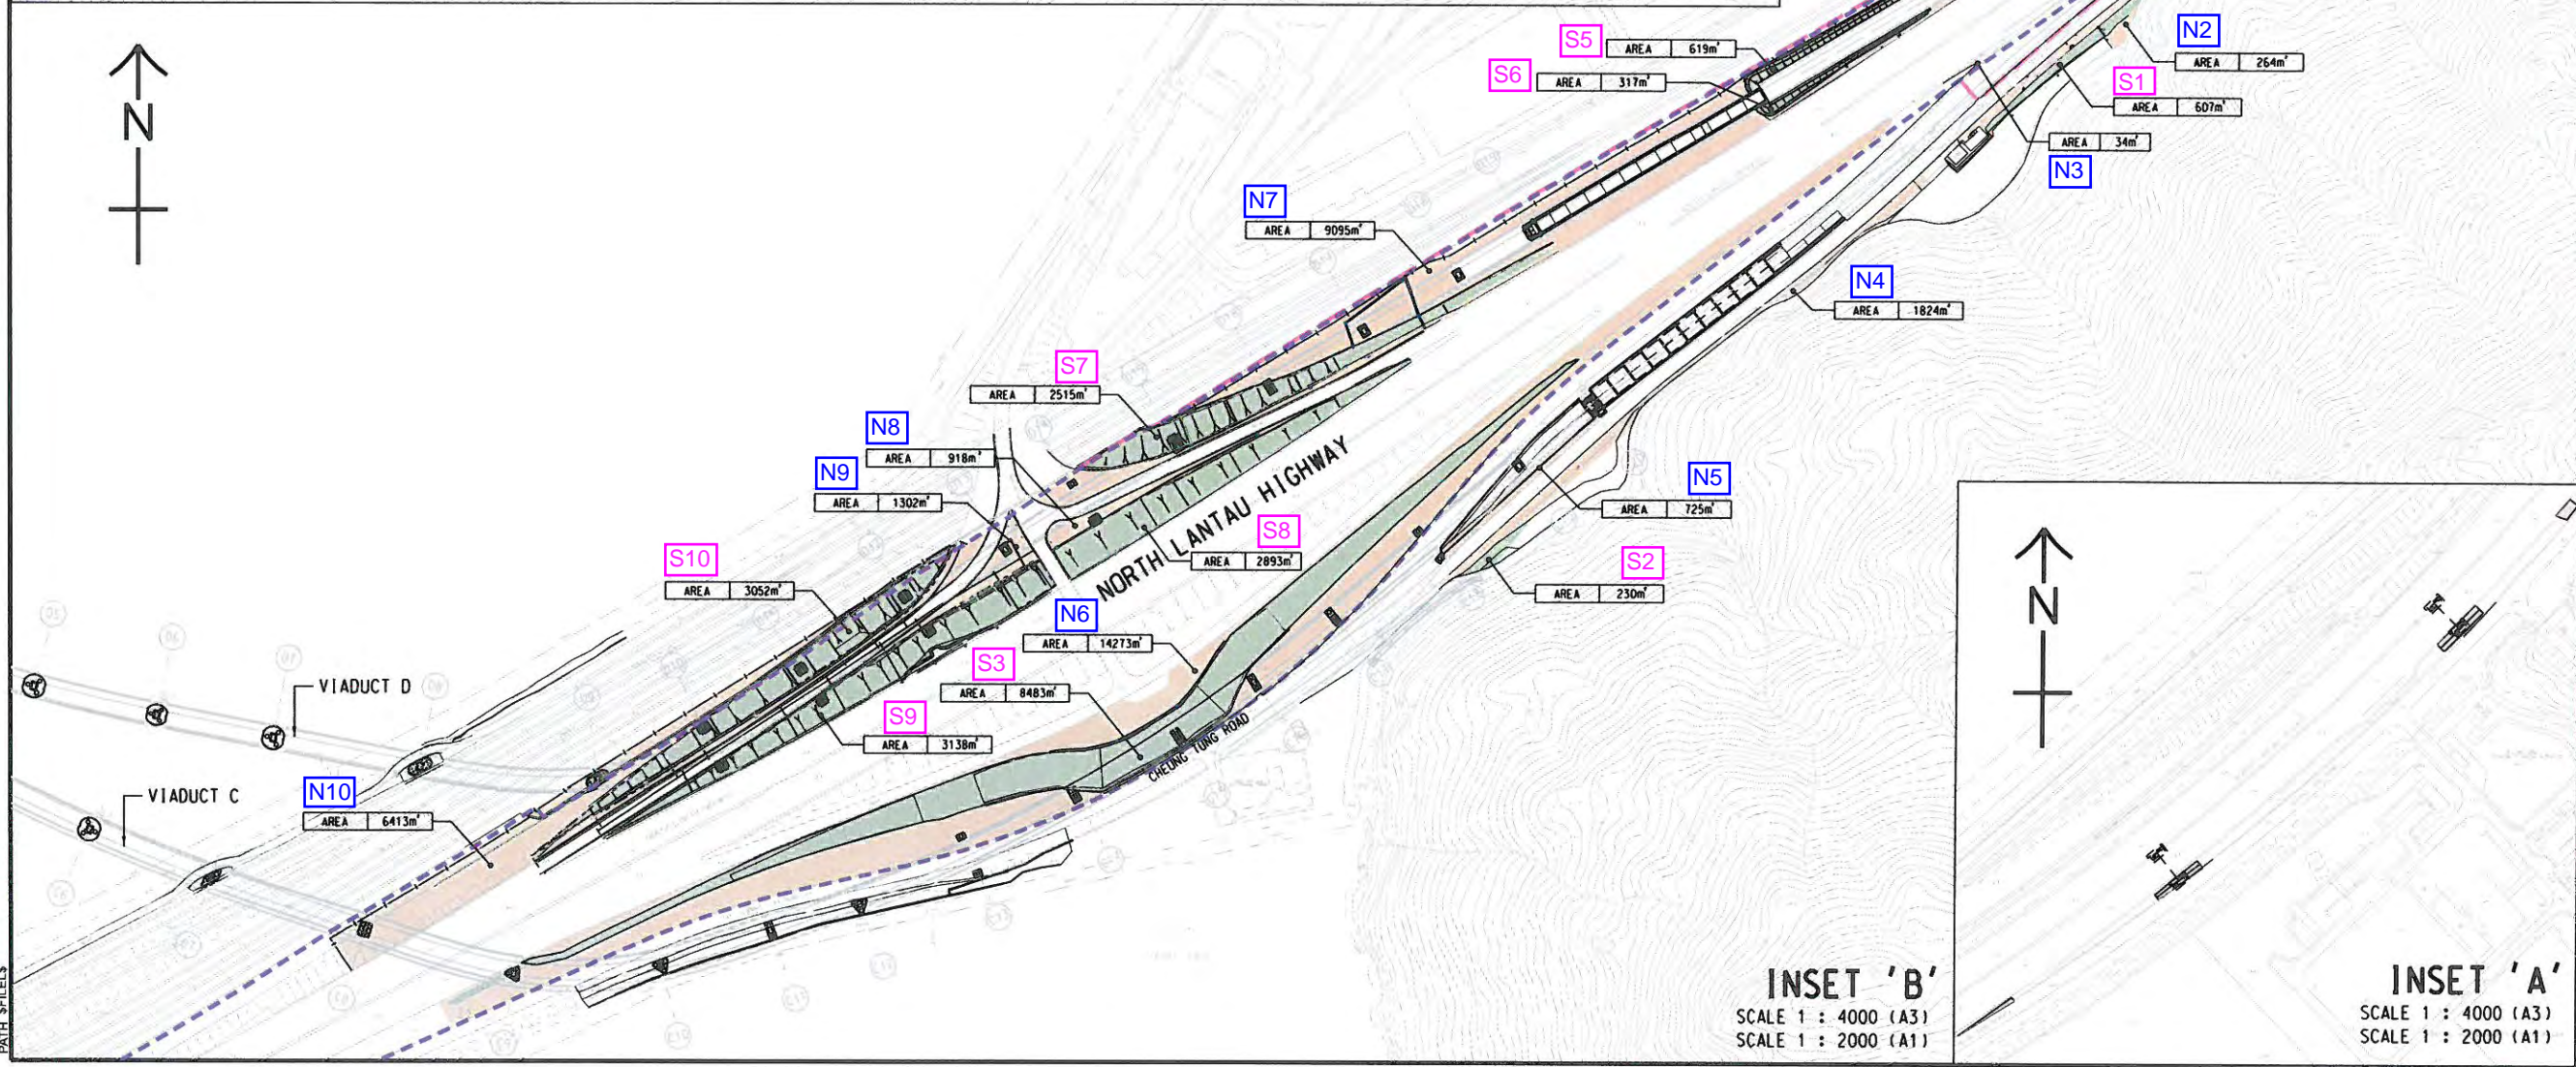 N
S5
AREA 619m²
S6
AREA 317m²
N2
AREA 264m²
S1
AREA 607m²
AREA 34m²
N3
N7
AREA 9095m²
N4
AREA 1824m²
S7
AREA 2515m²
N8
AREA 918m²
N9
AREA 1302m²
NORTH LANTAU HIGHWAY
N5
AREA 725m²
S8
AREA 2893m²
S10
AREA 3052m²
S2
AREA 230m²
N6
AREA 14273m²
S3
AREA 8483m²
S9
AREA 3138m²
CHEUNG TUNG ROAD
VIADUCT D
VIADUCT C
N10
AREA 6413m²
INSET 'B'
SCALE 1 : 4000 (A3)
SCALE 1 : 2000 (A1)
N
INSET 'A'
SCALE 1 : 4000 (A3)
SCALE 1 : 2000 (A1)